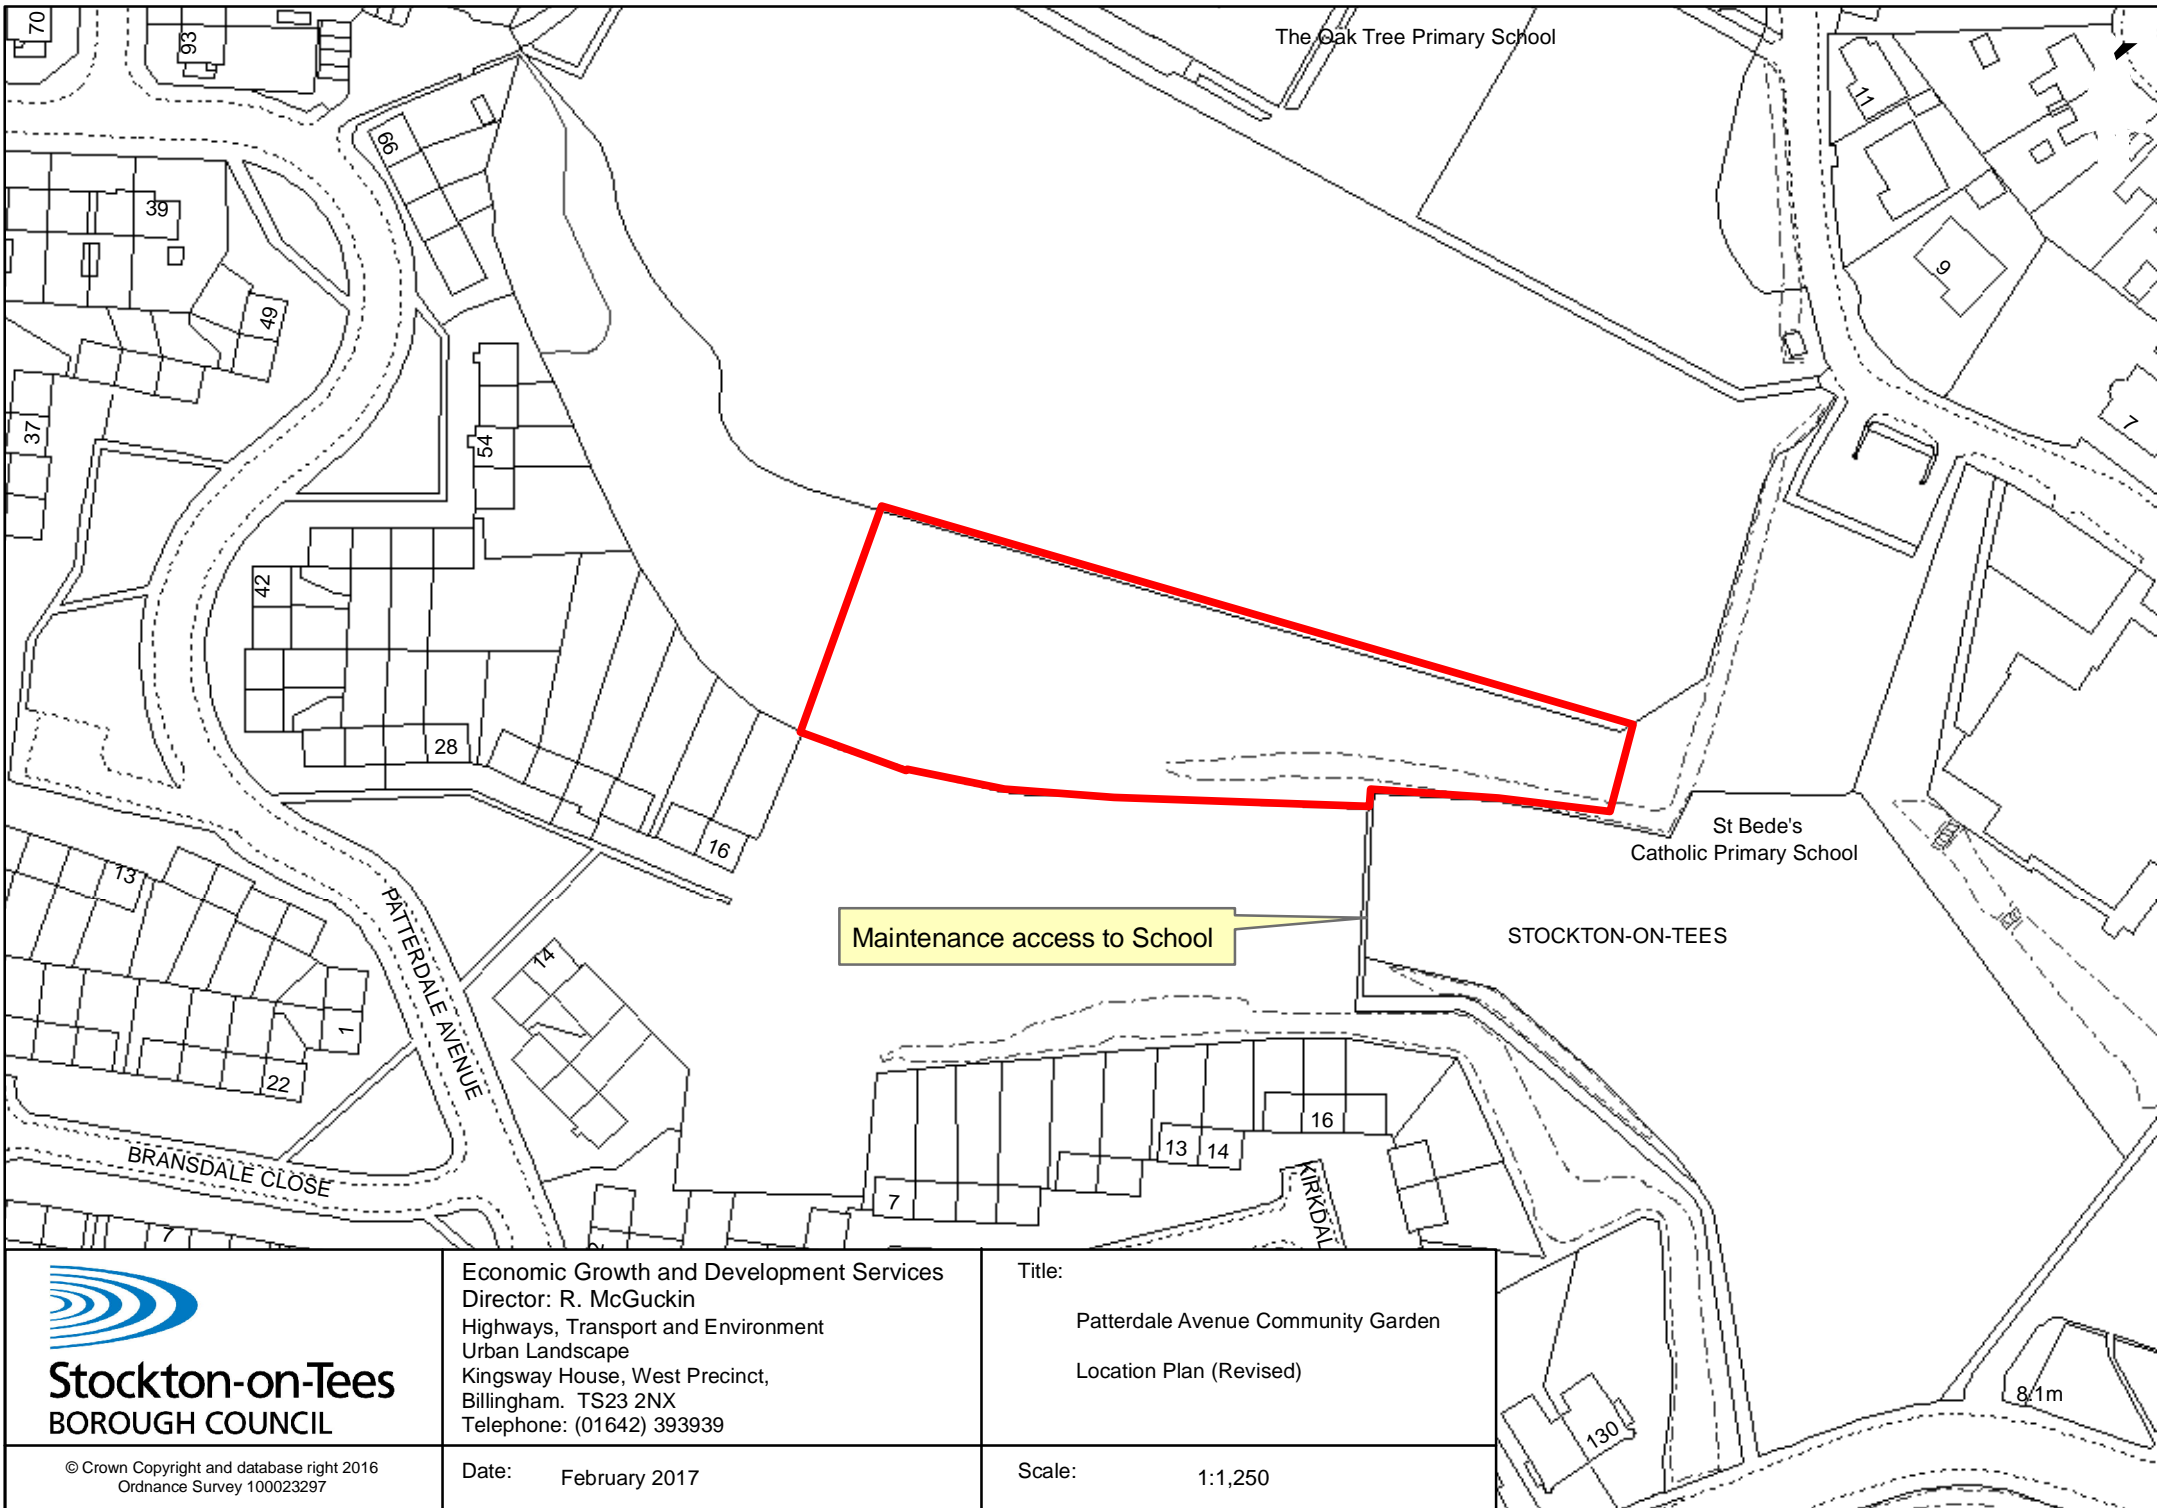 The Oak Tree Primary School
70
93
66
11
39
9
49
7
37
54
42
28
16
St Bede's
Catholic Primary School
13
PATTERDALE AVENUE
Maintenance access to School
STOCKTON-ON-TEES
14
1
22
BRANSDALE CLOSE
16
13
14
7
KIRKDAL
7
8.1m
130
Stockton-on-Tees
BOROUGH COUNCIL
Economic Growth and Development Services
Director: R. McGuckin
Highways, Transport and Environment
Urban Landscape
Kingsway House, West Precinct,
Billingham. TS23 2NX
Telephone: (01642) 393939
Title:
Patterdale Avenue Community Garden
Location Plan (Revised)
© Crown Copyright and database right 2016
Ordnance Survey 100023297
Date: February 2017
Scale: 1:1,250